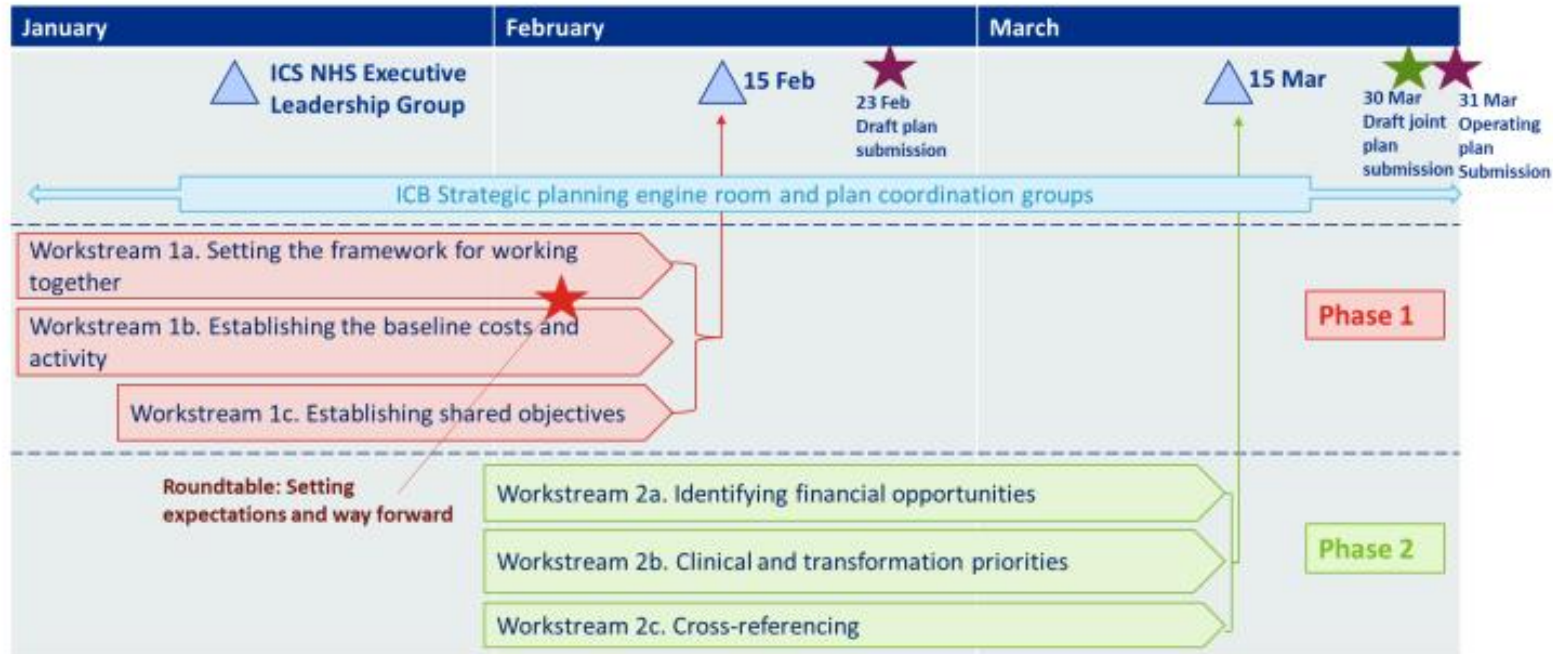 January
February
March
ICS NHS Executive
Leadership Group
15 Feb
23 Feb
Draft plan
submission
15 Mar
30 Mar
Draft joint
plan
submission
31 Mar
Operating
plan
Submission
ICB Strategic planning engine room and plan coordination groups
Workstream 1a. Setting the framework for working
together
Workstream 1b. Establishing the baseline costs and
activity
Workstream 1c. Establishing shared objectives
Phase 1
Roundtable: Setting
expectations and way forward
Workstream 2a. Identifying financial opportunities
Workstream 2b. Clinical and transformation priorities
Workstream 2c. Cross-referencing
Phase 2